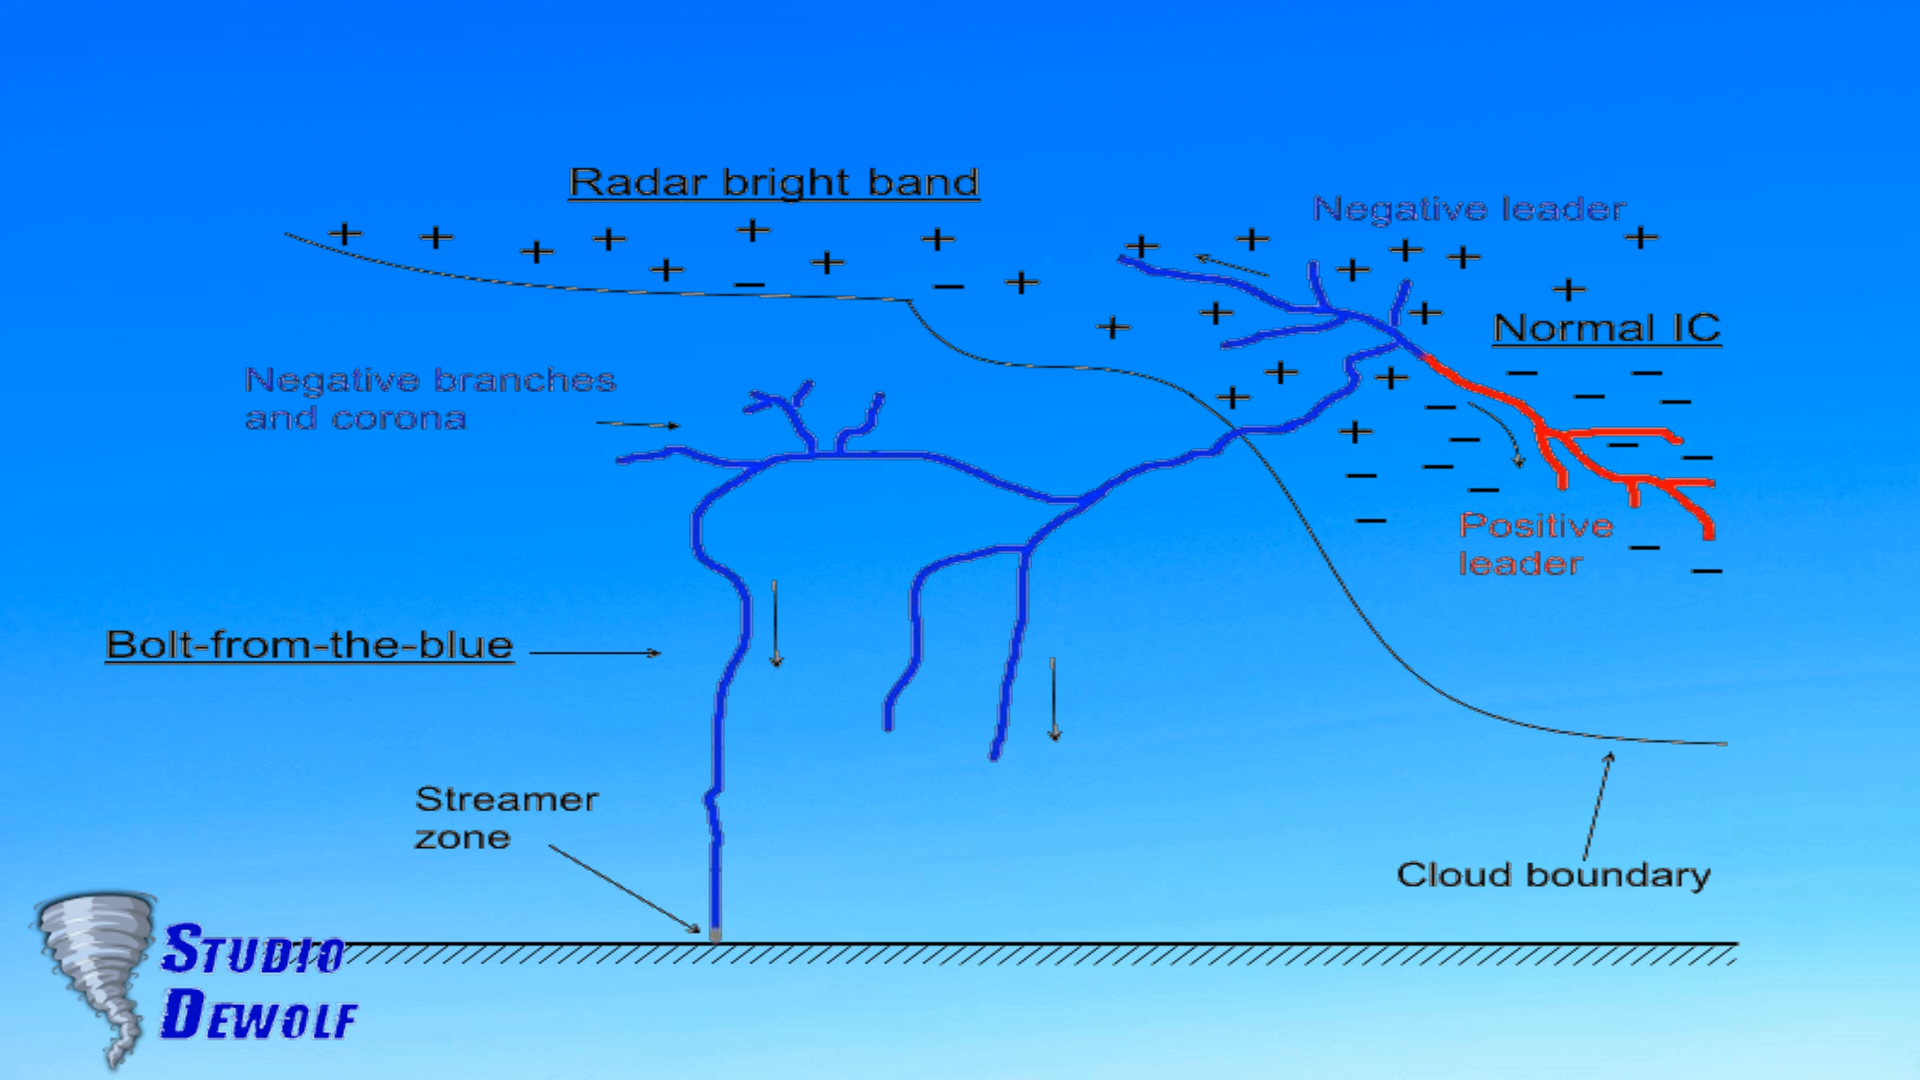 Radar bright band
Negative leader
Normal IC
Negative branches
and corona
Positive
leader
Bolt-from-the-blue
Streamer
zone
Cloud boundary
STUDIO
DEWOLF